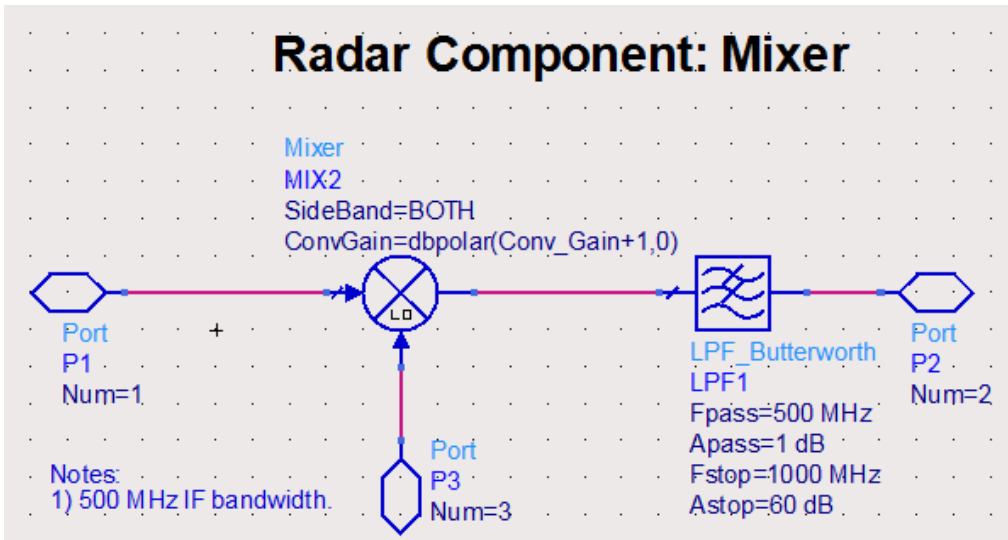 Radar Component: Mixer
Mixer
MIX2
SideBand=BOTH
ConvGain=dbpolar(Conv_Gain+1,0)
LO
Port
P1
Num=1
LPF_Butterworth
LPF1
Fpass=500 MHz
Apass=1 dB
Fstop=1000 MHz
Astop=60 dB
Port
P2
Num=2
Port
P3
Num=3
Notes:
1) 500 MHz IF bandwidth.